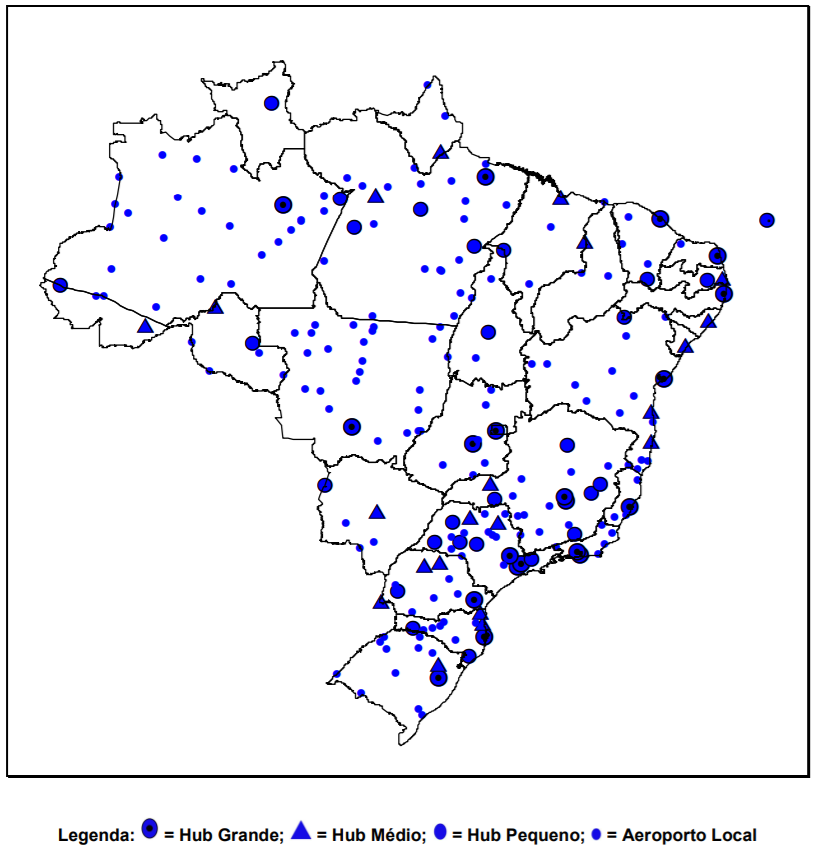 Legenda: = Hub Grande; = Hub Médio; = Hub Pequeno; = Aeroporto Local